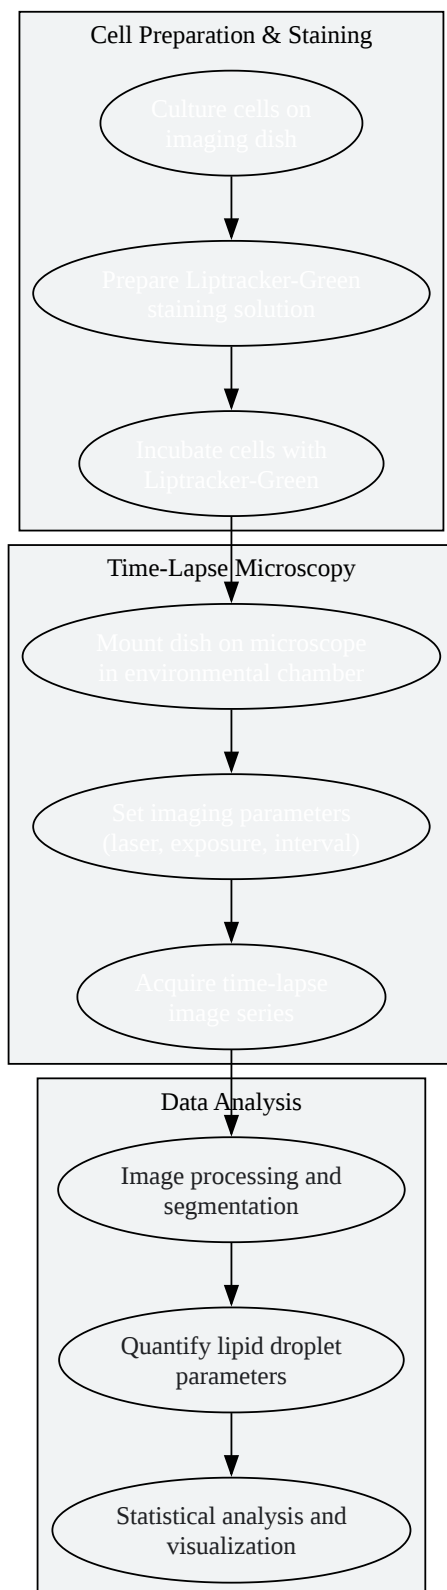 Cell Preparation & Staining
Culture cells on
imaging dish
Prepare Liptracker-Green
staining solution
Incubate cells with
Liptracker-Green
Time-Lapse Microscopy
Mount dish on microscope
in environmental chamber
Set imaging parameters
(laser, exposure, interval)
Acquire time-lapse
image series
Data Analysis
Image processing and
segmentation
Quantify lipid droplet
parameters
Statistical analysis and
visualization